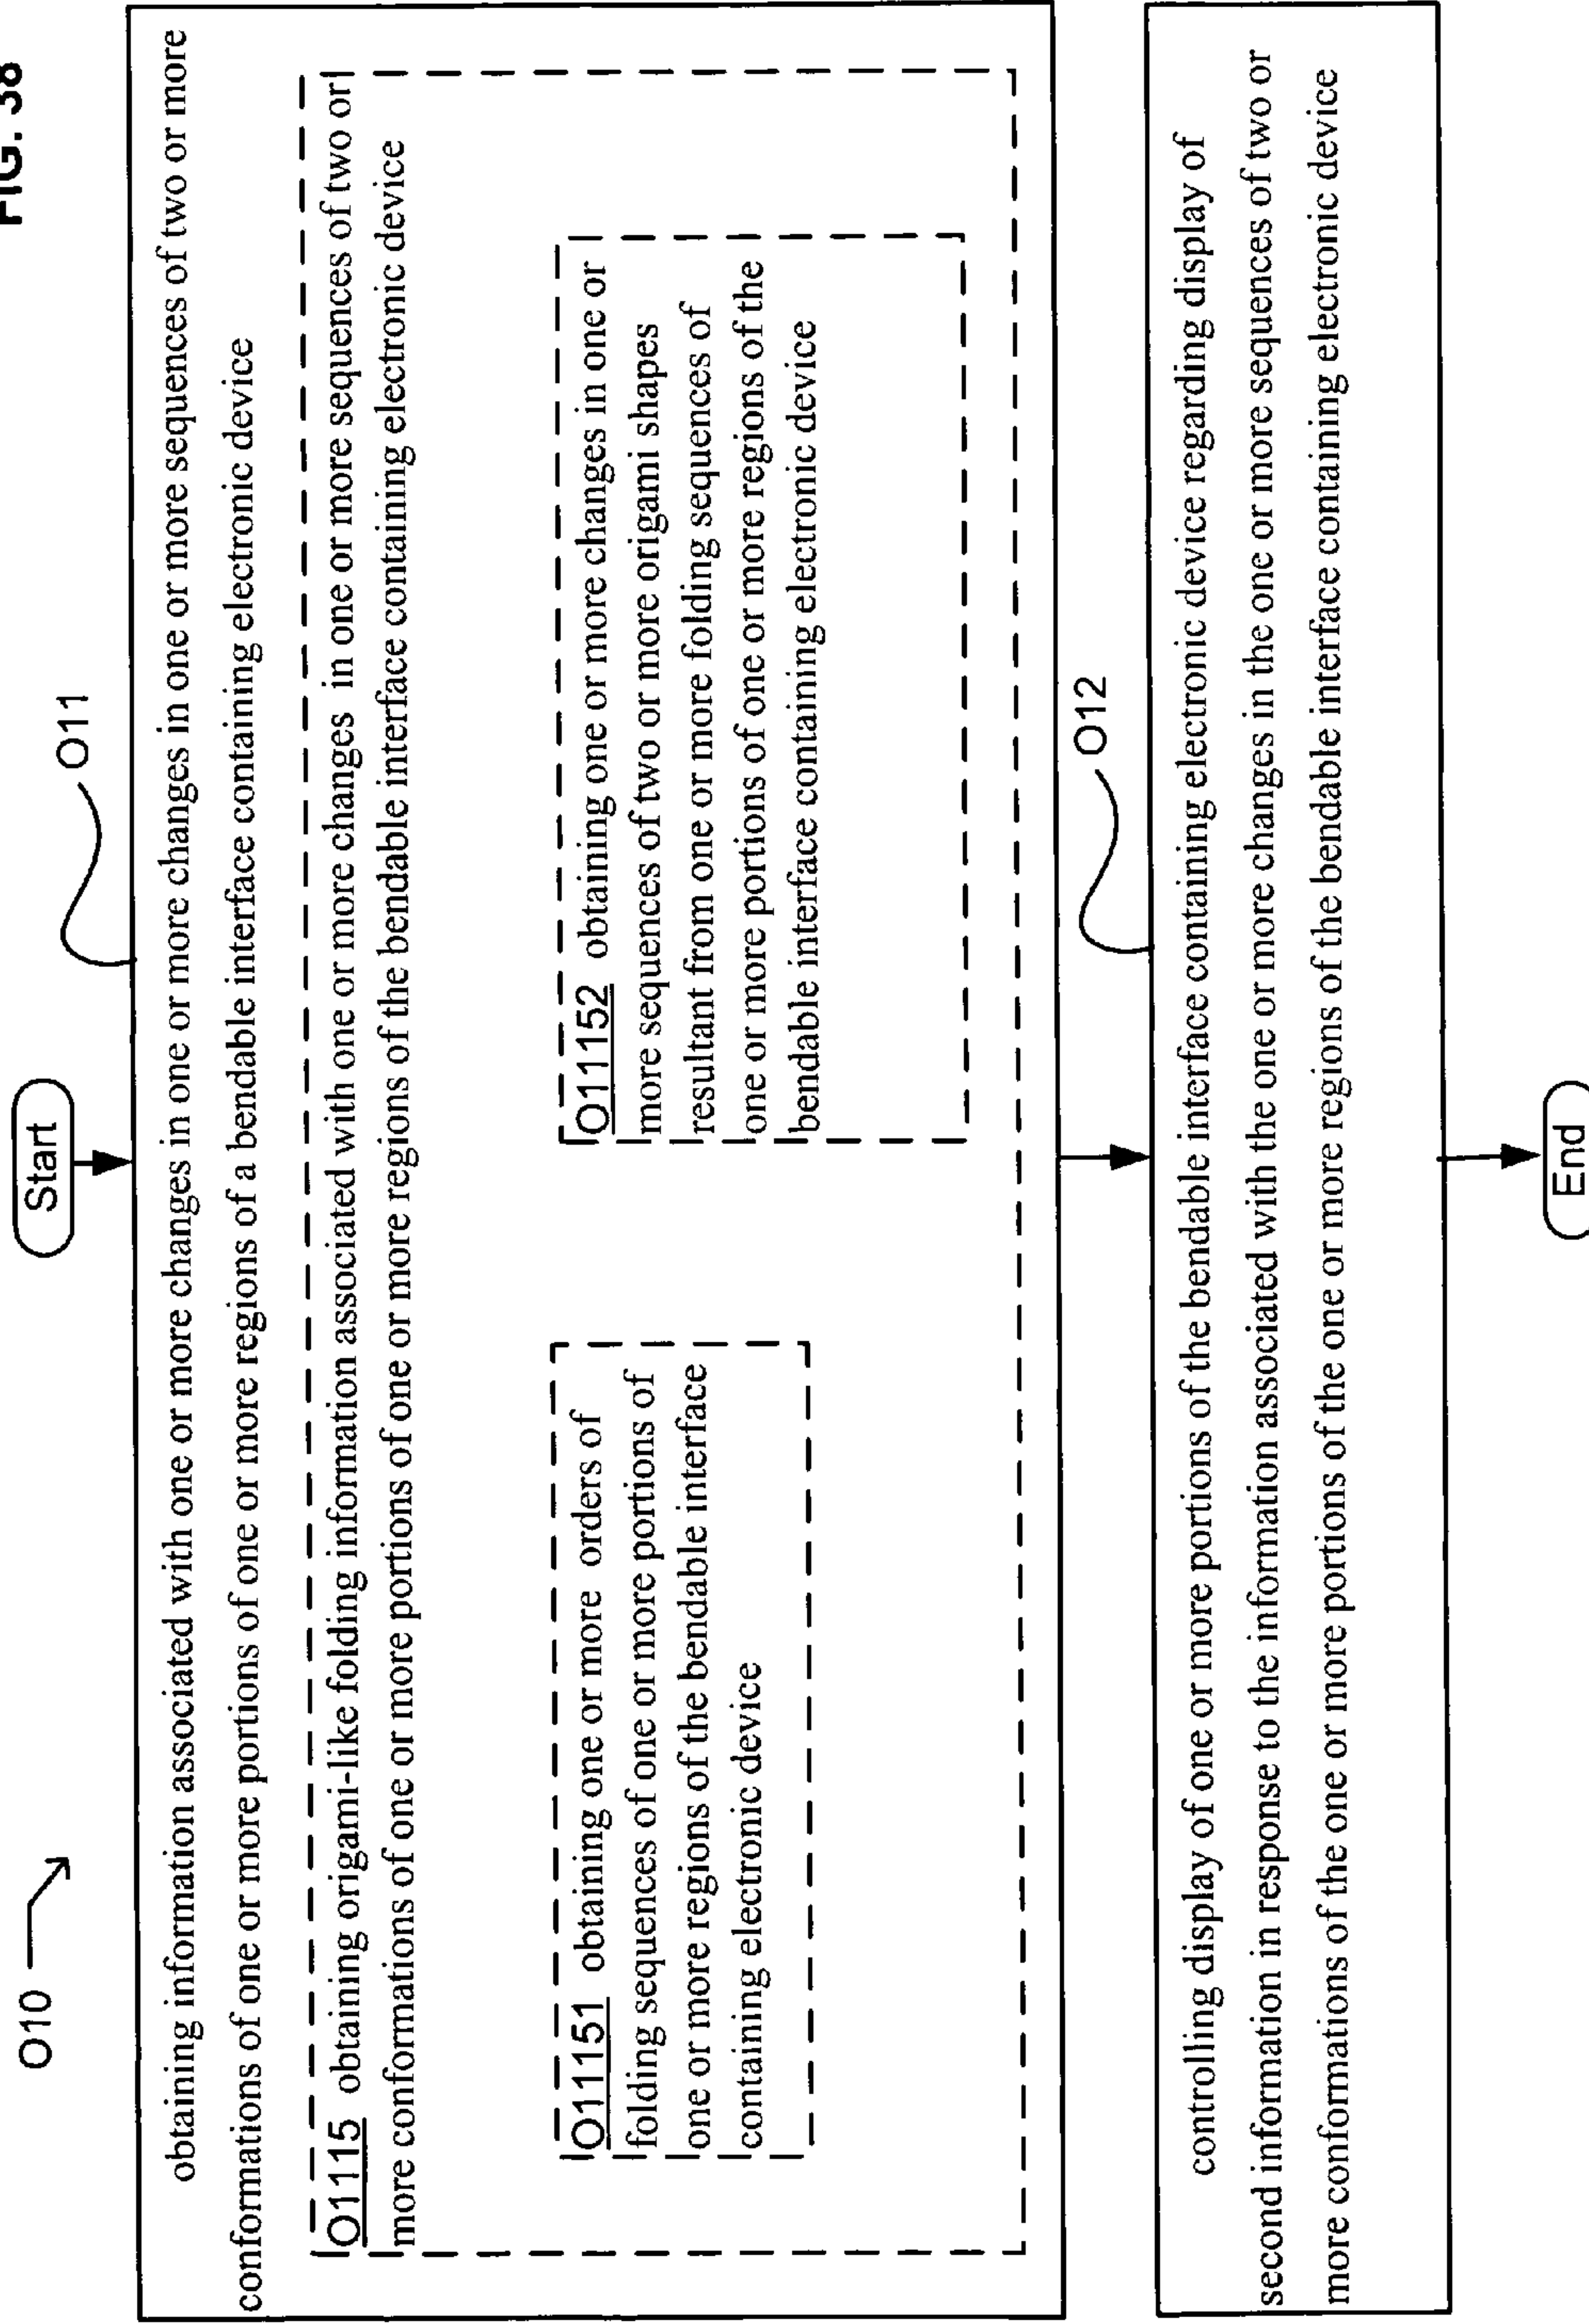 FIG. 38
O10
Start
O11
obtaining information associated with one or more changes in one or more changes in one or more sequences of two or more
conformations of one or more portions of one or more regions of a bendable interface containing electronic device
O1115 obtaining origami-like folding information associated with one or more changes in one or more sequences of two or
more conformations of one or more portions of one or more regions of the bendable interface containing electronic device
O11151 obtaining one or more orders of
folding sequences of one or more portions of
one or more regions of the bendable interface
containing electronic device
O11152 obtaining one or more changes in one or
more sequences of two or more origami shapes
resultant from one or more folding sequences of
one or more portions of one or more regions of the
bendable interface containing electronic device
O12
controlling display of one or more portions of the bendable interface containing electronic device regarding display of
second information in response to the information associated with the one or more changes in the one or more sequences of two or
more conformations of the one or more portions of the one or more regions of the bendable interface containing electronic device
End